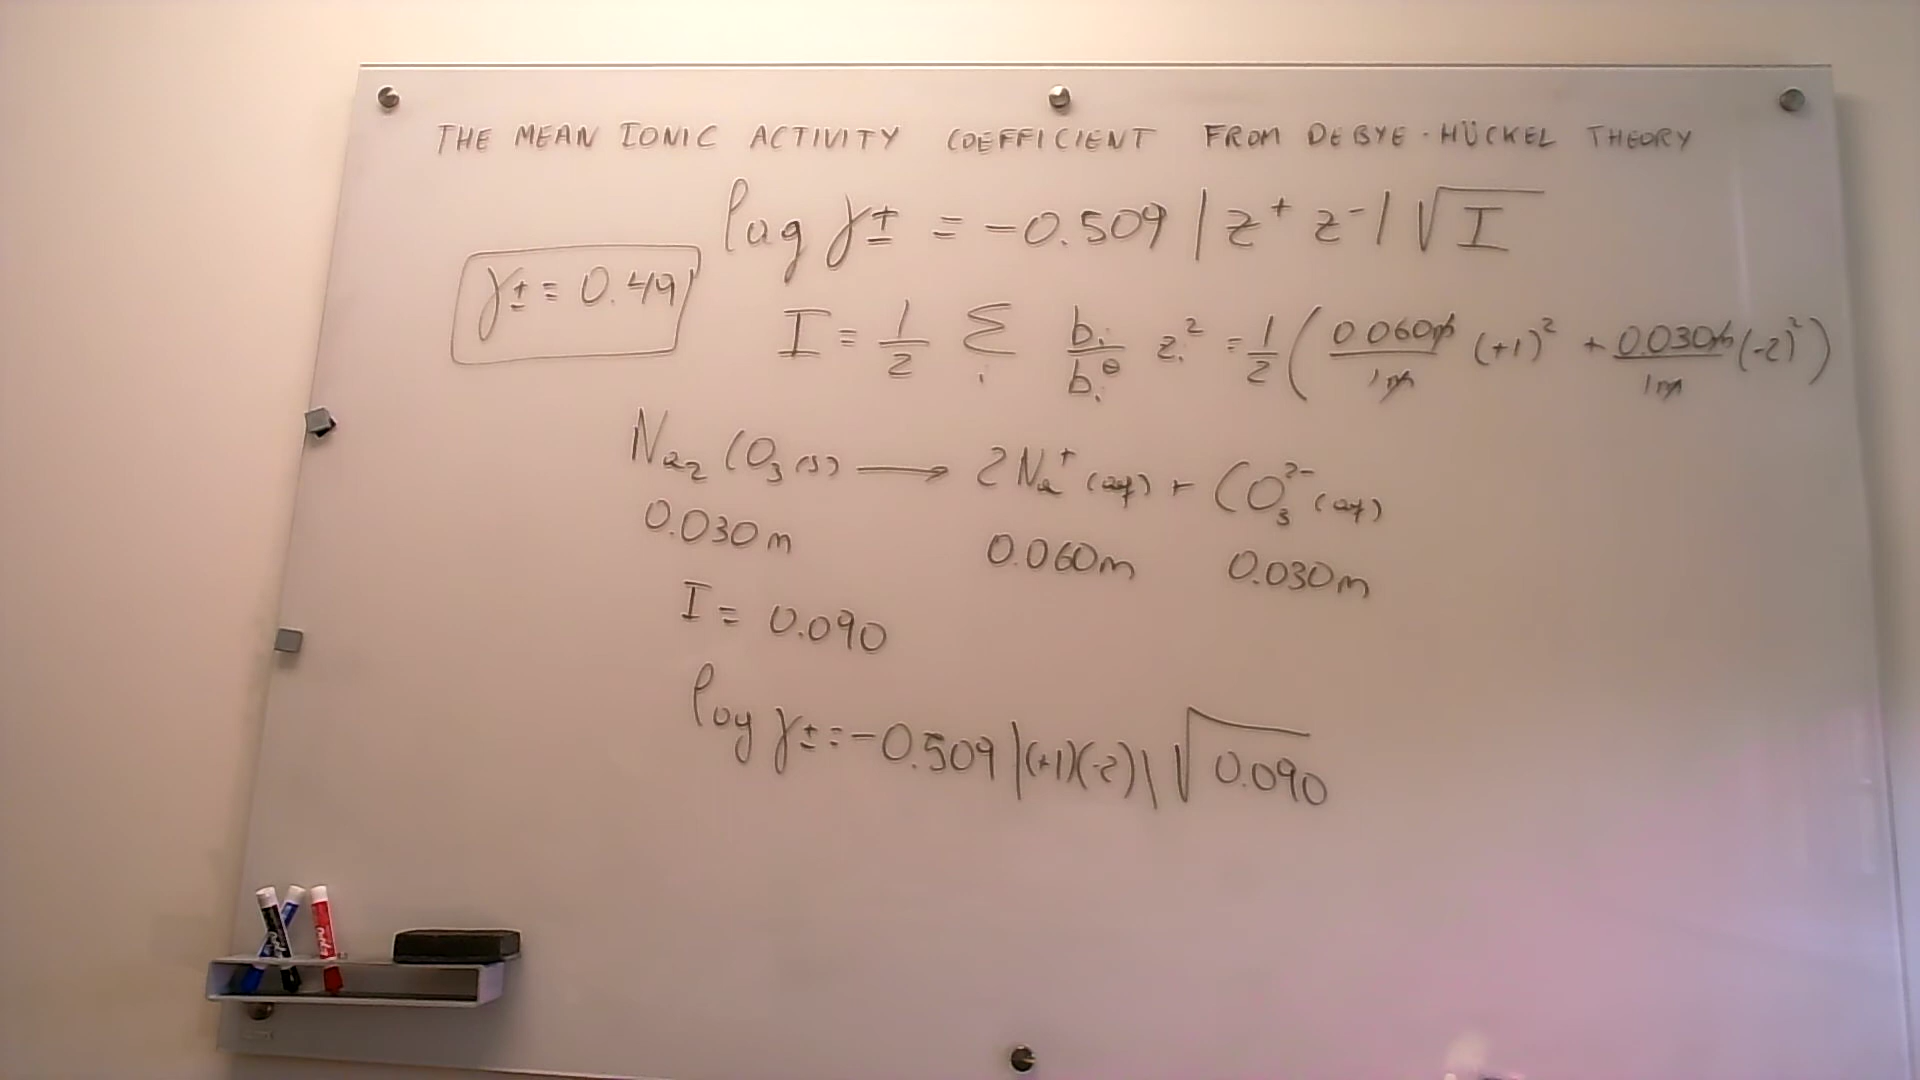 THE MEAN IONIC ACTIVITY COEFFICIENT FROM DEBYE-HÜCKEL THEORY
log γ± = -0.509 |z+ z-| √I
γ± = 0.49
I = 1/2 Σi bi/bi⊖ zi² = 1/2 (0.060m/1m (+1)² + 0.030m/1m (-2)²)
Na₂CO₃(s) ⟶ 2Na⁺(aq) + CO₃²⁻(aq)
0.030m 0.060m 0.030m
I = 0.090
log γ± = -0.509 |(+1)(-2)| √0.090